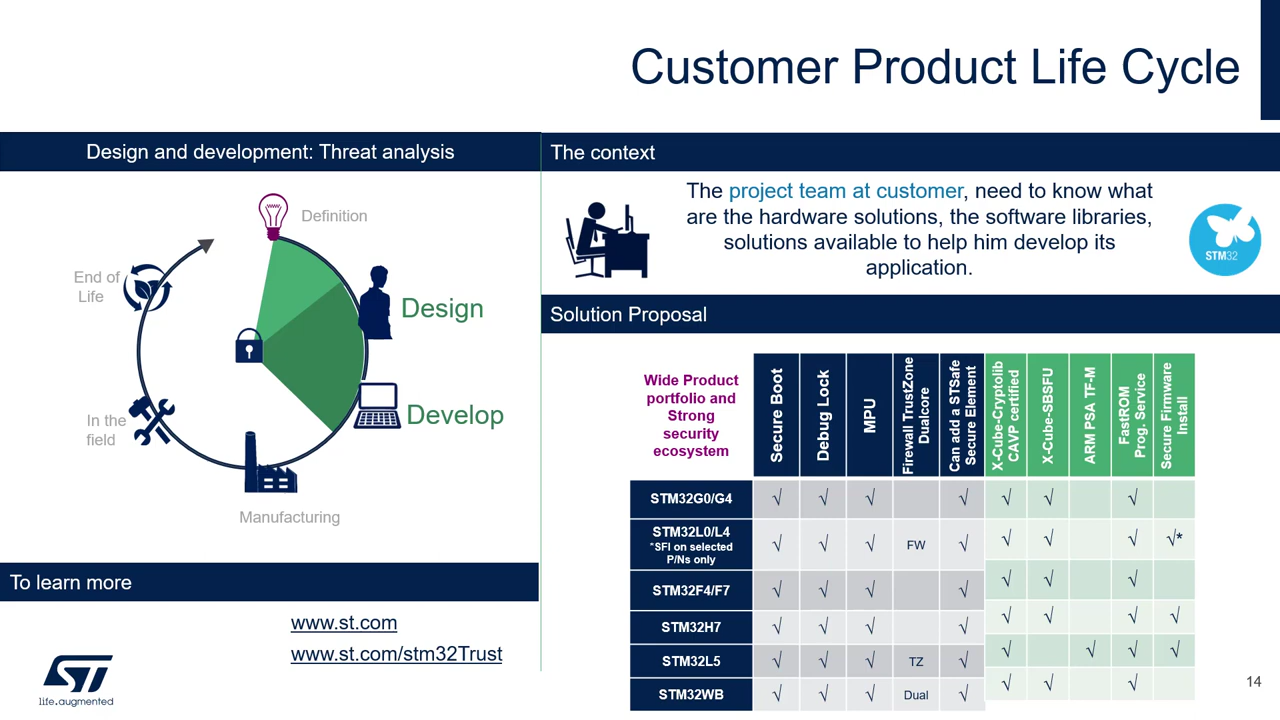 Customer Product Life Cycle
Design and development: Threat analysis
Definition
Design
Develop
Manufacturing
In the
field
End of
Life
To learn more
www.st.com
www.st.com/stm32Trust
ST
life.augmented
The context
The project team at customer, need to know what
are the hardware solutions, the software libraries,
solutions available to help him develop its
application.
STM32
Solution Proposal
Wide Product
portfolio and
Strong
security
ecosystem
Secure Boot
Debug Lock
MPU
Firewall TrustZone
Dualcore
Can add a STSafe
Secure Element
X-Cube-Cryptolib
CAVP certified
X-Cube-SBSFU
ARM PSA TF-M
FastROM
Prog. Service
Secure Firmware
Install
STM32G0/G4 √ √ √ √ √ √ √
STM32L0/L4
*SFI on selected
P/Ns only
√ √ √ FW √ √ √ √ √*
STM32F4/F7 √ √ √ √ √ √ √
STM32H7 √ √ √ √ √ √ √ √
STM32L5 √ √ √ TZ √ √ √ √ √
STM32WB √ √ √ Dual √ √ √ √
14